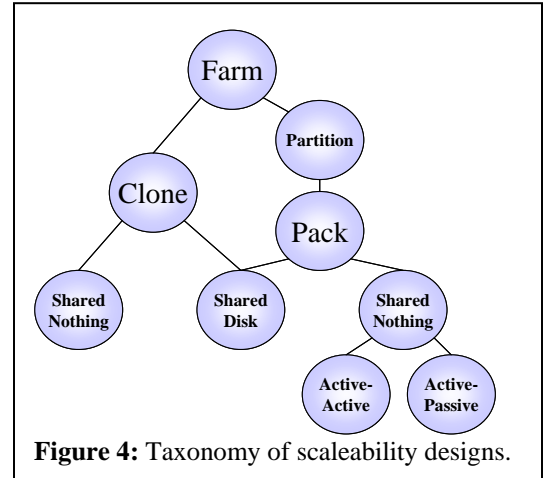 Farm
Partition
Clone
Pack
Shared
Nothing
Shared
Disk
Shared
Nothing
Active-
Active
Active-
Passive
Figure 4: Taxonomy of scaleability designs.